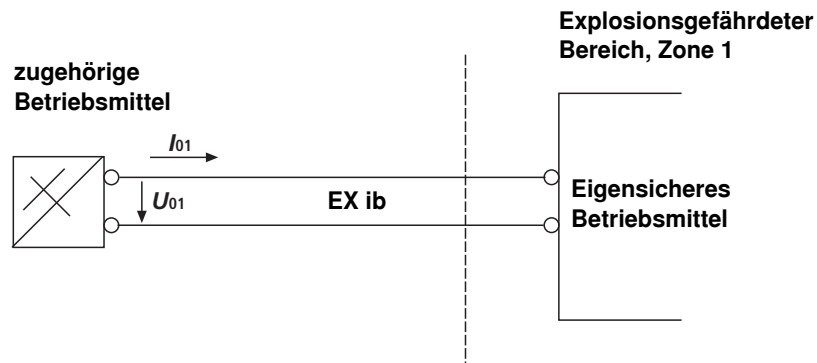 Explosionsgefährdeter
Bereich, Zone 1
zugehörige
Betriebsmittel
I01
U01
EX ib
Eigensicheres
Betriebsmittel